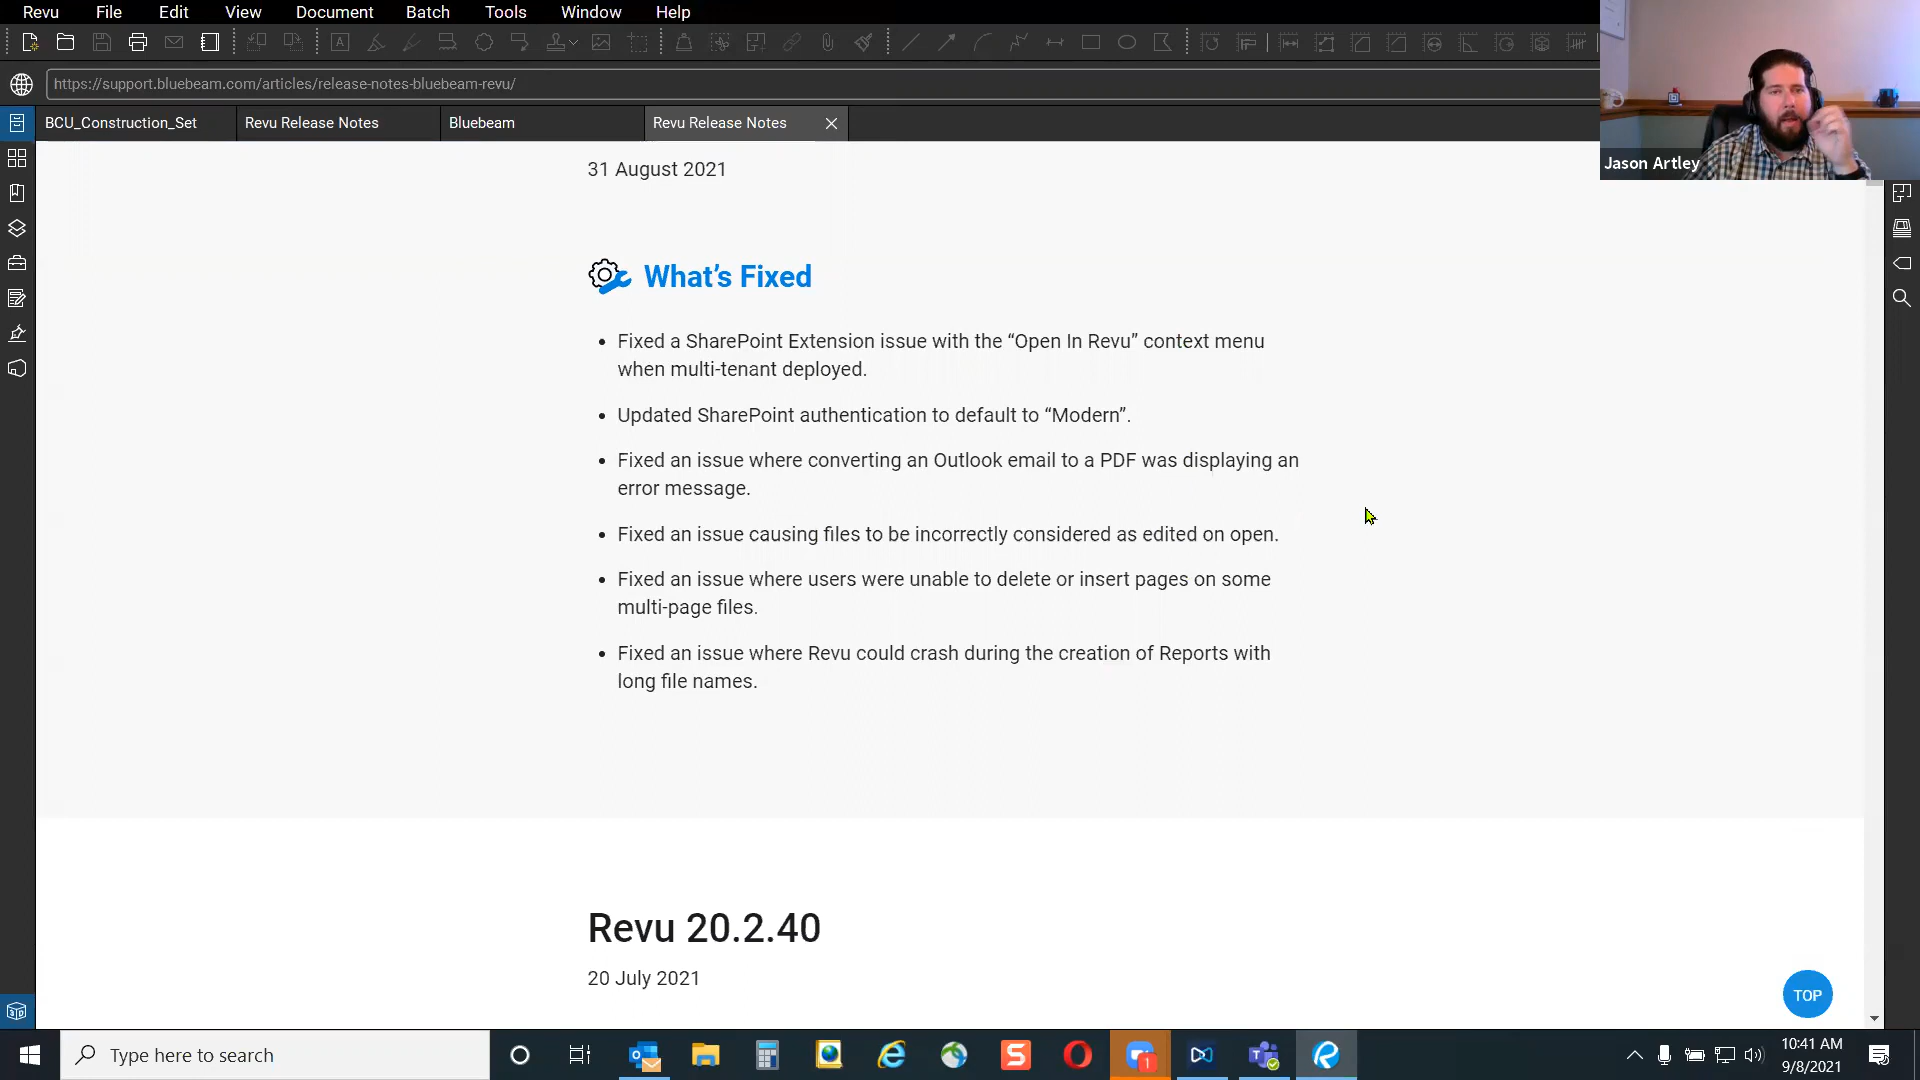 Revu File Edit View Document Batch Tools Window Help
https://support.bluebeam.com/articles/release-notes-bluebeam-revu/
BCU_Construction_Set Revu Release Notes Bluebeam Revu Release Notes
Jason Artley
31 August 2021
What's Fixed
• Fixed a SharePoint Extension issue with the “Open In Revu” context menu
when multi-tenant deployed.
• Updated SharePoint authentication to default to “Modern”.
• Fixed an issue where converting an Outlook email to a PDF was displaying an
error message.
• Fixed an issue causing files to be incorrectly considered as edited on open.
• Fixed an issue where users were unable to delete or insert pages on some
multi-page files.
• Fixed an issue where Revu could crash during the creation of Reports with
long file names.
Revu 20.2.40
20 July 2021
TOP
Type here to search
1
10:41 AM
9/8/2021